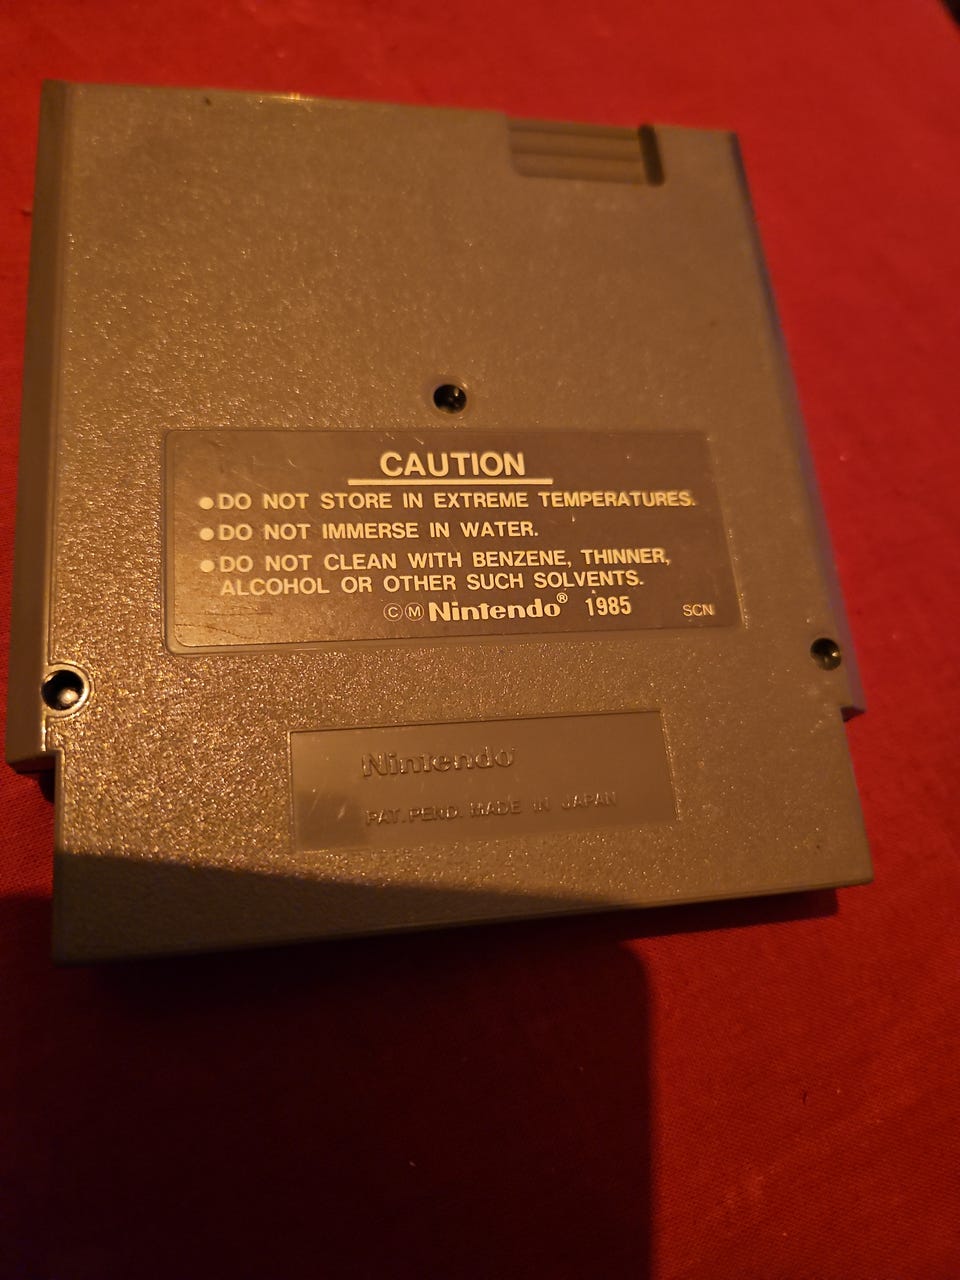 CAUTION
●DO NOT STORE IN EXTREME TEMPERATURES.
●DO NOT IMMERSE IN WATER.
●DO NOT CLEAN WITH BENZENE, THINNER,
ALCOHOL OR OTHER SUCH SOLVENTS.
ⒸⓂNintendo® 1985 SCN
Nintendo
PAT. PEND. MADE IN JAPAN